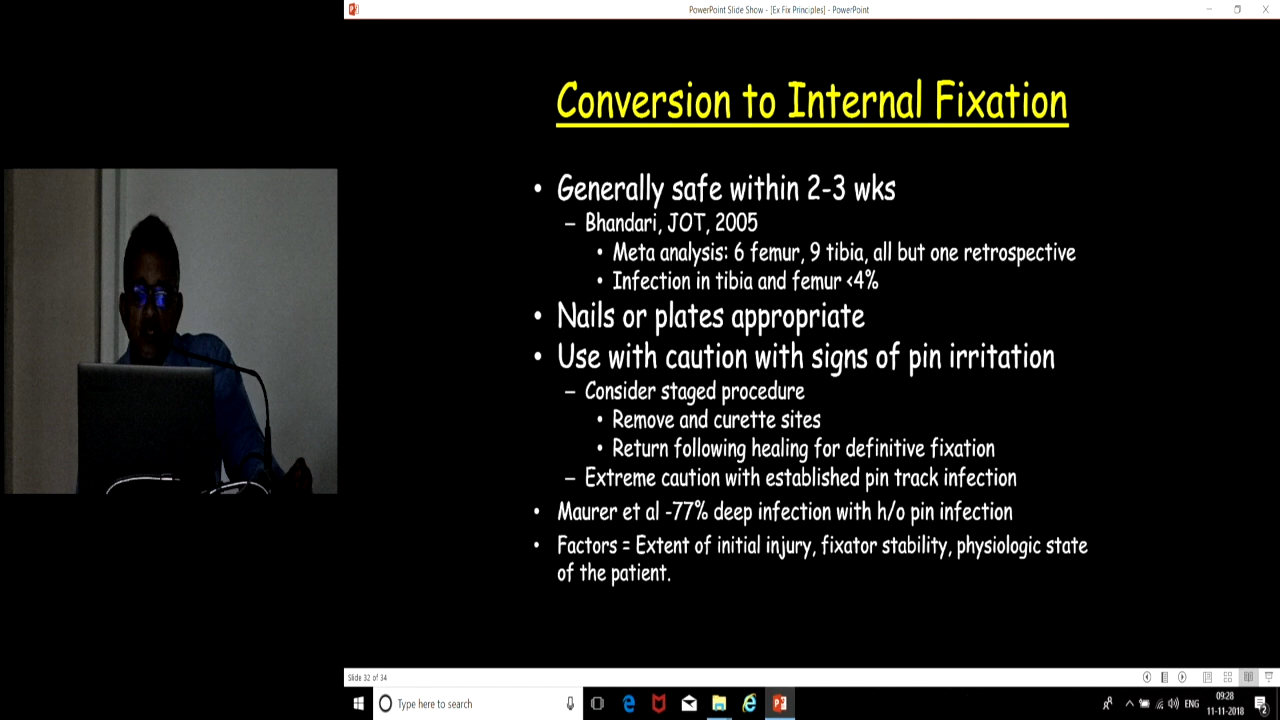 PowerPoint Slide Show - [Ex Fix Principles] - PowerPoint
Conversion to Internal Fixation
• Generally safe within 2-3 wks
– Bhandari, JOT, 2005
• Meta analysis: 6 femur, 9 tibia, all but one retrospective
• Infection in tibia and femur <4%
• Nails or plates appropriate
• Use with caution with signs of pin irritation
– Consider staged procedure
• Remove and curette sites
• Return following healing for definitive fixation
– Extreme caution with established pin track infection
• Maurer et al -77% deep infection with h/o pin infection
• Factors = Extent of initial injury, fixator stability, physiologic state
of the patient.
Slide 32 of 34
Type here to search
ENG
09:28
11-11-2018
2